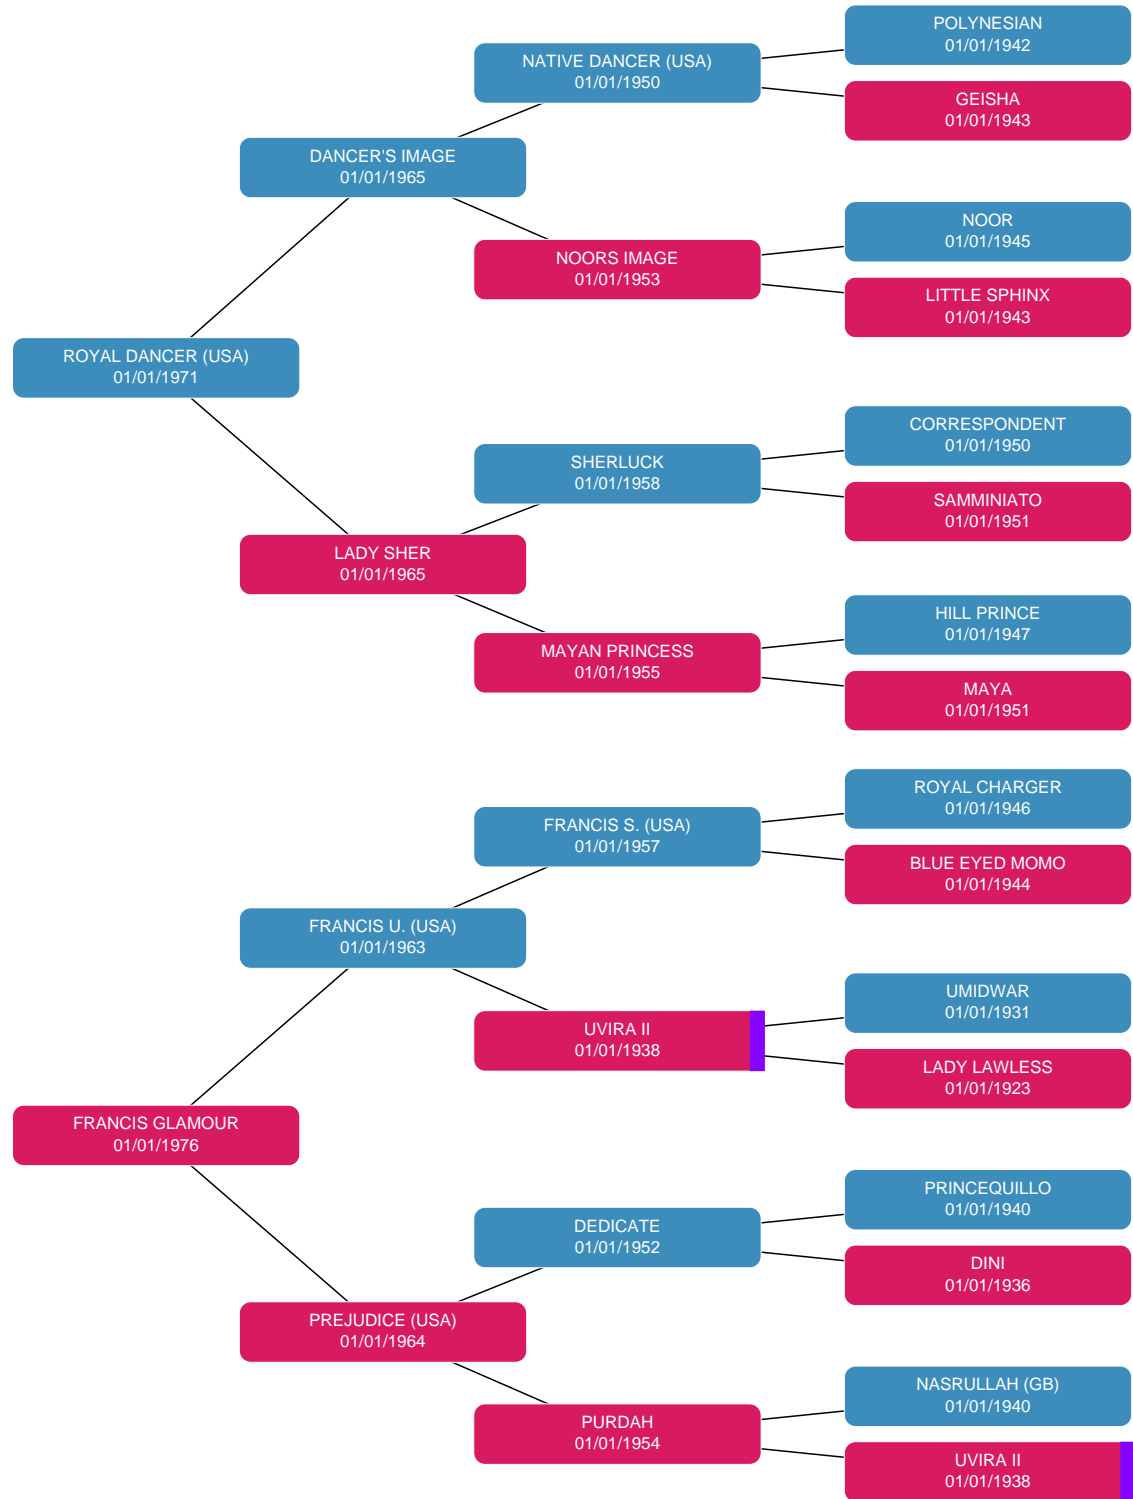 POLYNESIAN
01/01/1942
NATIVE DANCER (USA)
01/01/1950
GEISHA
01/01/1943
DANCER'S IMAGE
01/01/1965
NOOR
01/01/1945
NOORS IMAGE
01/01/1953
LITTLE SPHINX
01/01/1943
ROYAL DANCER (USA)
01/01/1971
CORRESPONDENT
01/01/1950
SHERLUCK
01/01/1958
SAMMINIATO
01/01/1951
LADY SHER
01/01/1965
HILL PRINCE
01/01/1947
MAYAN PRINCESS
01/01/1955
MAYA
01/01/1951
ROYAL CHARGER
01/01/1946
FRANCIS S. (USA)
01/01/1957
BLUE EYED MOMO
01/01/1944
FRANCIS U. (USA)
01/01/1963
UMIDWAR
01/01/1931
UVIRA II
01/01/1938
LADY LAWLESS
01/01/1923
FRANCIS GLAMOUR
01/01/1976
PRINCEQUILLO
01/01/1940
DEDICATE
01/01/1952
DINI
01/01/1936
PREJUDICE (USA)
01/01/1964
NASRULLAH (GB)
01/01/1940
PURDAH
01/01/1954
UVIRA II
01/01/1938